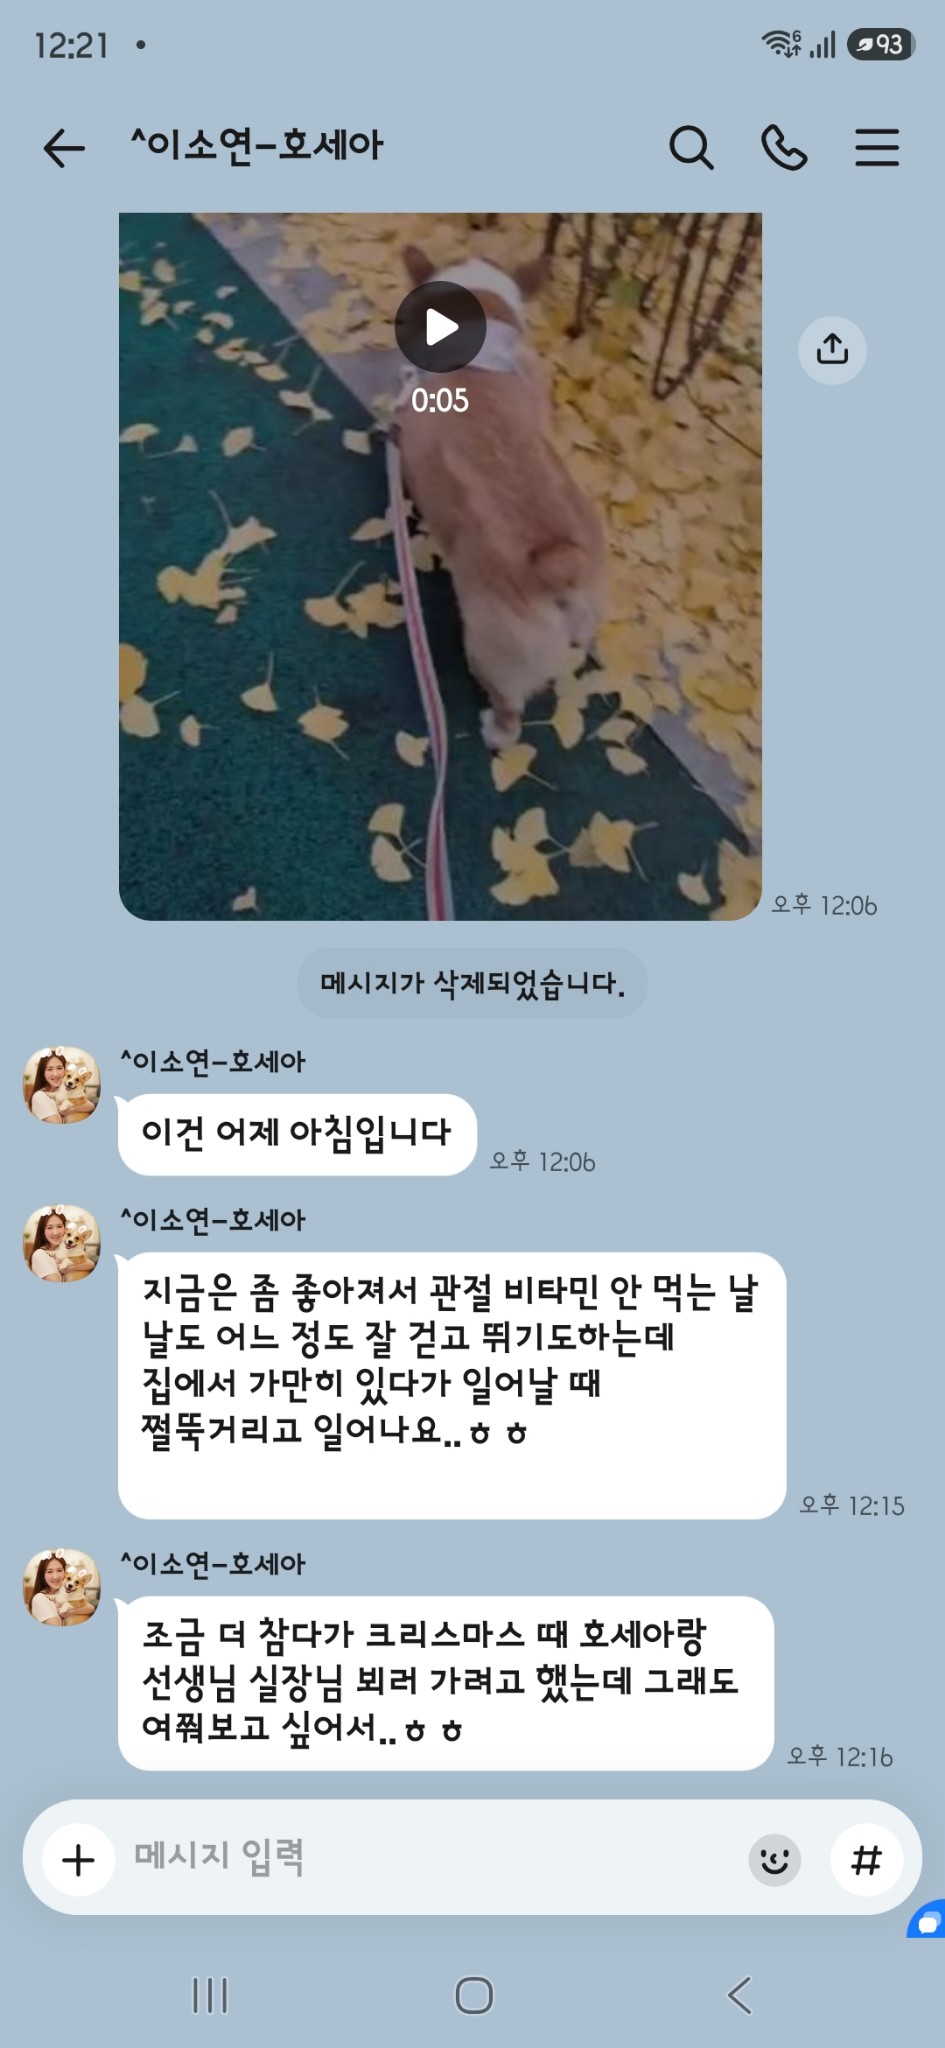 12:21
6
93
^이소연-호세아
0:05
오후 12:06
메시지가 삭제되었습니다.
^이소연-호세아
이건 어제 아침입니다
오후 12:06
^이소연-호세아
지금은 좀 좋아져서 관절 비타민 안 먹는 날
날도 어느 정도 잘 걷고 뛰기도하는데
집에서 가만히 있다가 일어날 때
쩔뚝거리고 일어나요..ㅎㅎ
오후 12:15
^이소연-호세아
조금 더 참다가 크리스마스 때 호세아랑
선생님 실장님 뵈러 가려고 했는데 그래도
여쭤보고 싶어서..ㅎㅎ
오후 12:16
메시지 입력
#